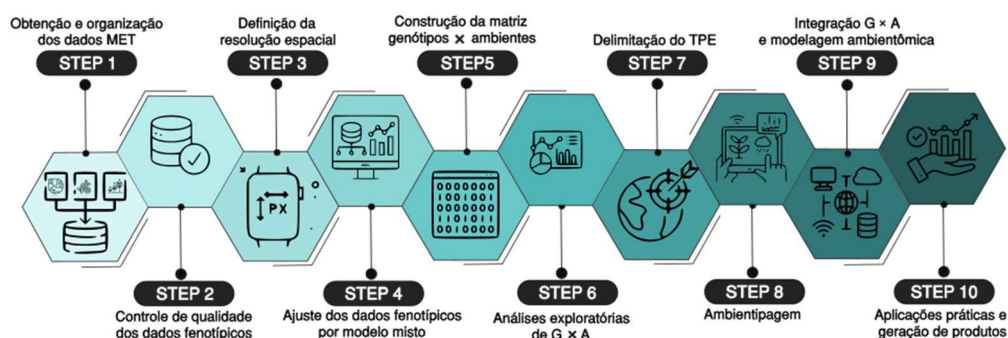 Obtenção e organização
dos dados MET
STEP 1
Definição da
resolução espacial
STEP 3
Construção da matriz
genótipos × ambientes
STEP5
Delimitação do TPE
STEP 7
Integração G × A
e modelagem ambientômica
STEP 9
PX
00000
STEP 2
Controle de qualidade
dos dados fenotípicos
STEP 4
Ajuste dos dados fenotípicos
por modelo misto
STEP 6
Análises exploratórias
de G × A
STEP 8
Ambientipagem
STEP 10
Aplicações práticas e
geração de produtos